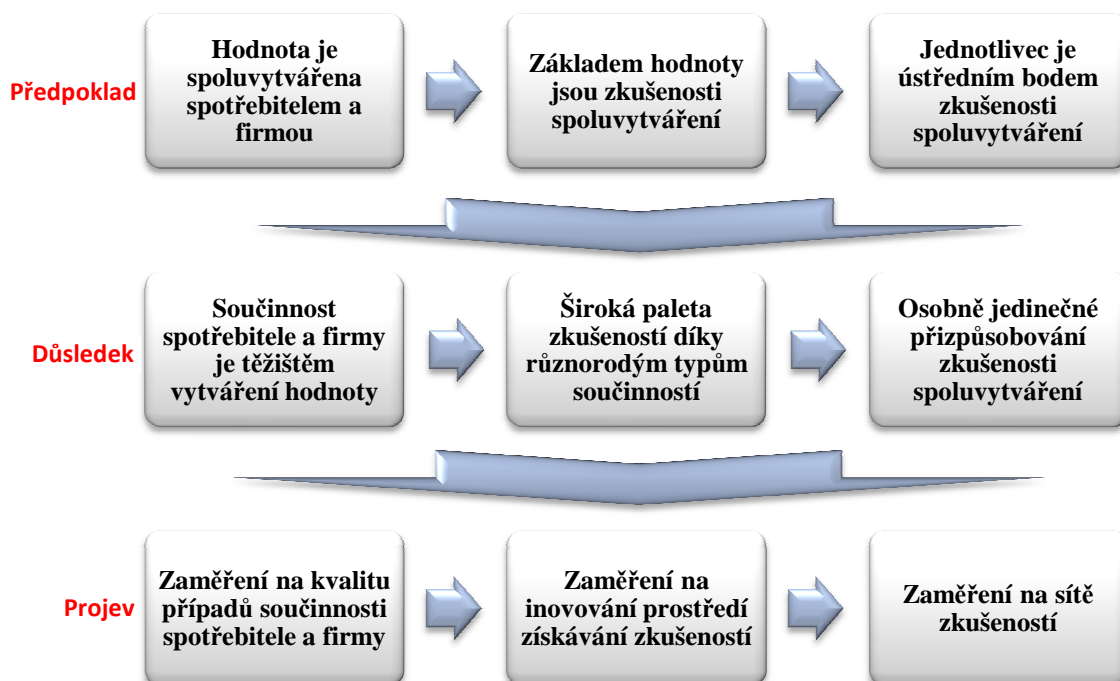 Předpoklad
Hodnota je
spoluvytvářena
spotřebitelem a
firmou
Základem hodnoty
jsou zkušenosti
spoluvytváření
Jednotlivec je
ústředním bodem
zkušenosti
spoluvytváření
Důsledek
Součinnost
spotřebitele a firmy
je těžištěm
vytváření hodnoty
Široká paleta
zkušeností díky
různorodým typům
součinností
Osobně jedinečné
přizpůsobování
zkušenosti
spoluvytváření
Projev
Zaměření na kvalitu
případů součinnosti
spotřebitele a firmy
Zaměření na
inovování prostředí
získávání zkušeností
Zaměření na sítě
zkušeností